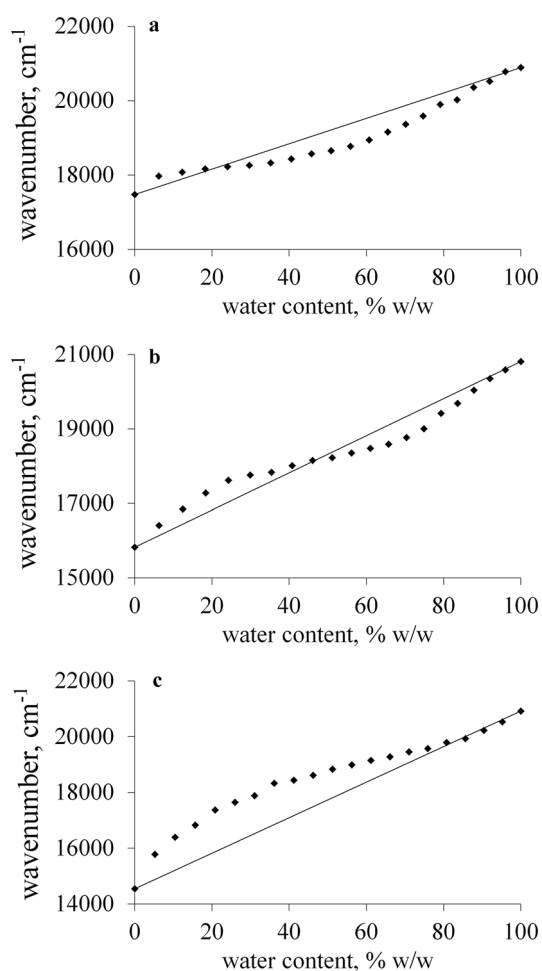 a
22000
20000
18000
16000
wavenumber, cm-1
0 20 40 60 80 100
water content, % w/w
b
21000
19000
17000
15000
wavenumber, cm-1
0 20 40 60 80 100
water content, % w/w
c
22000
20000
18000
16000
14000
wavenumber, cm-1
0 20 40 60 80 100
water content, % w/w